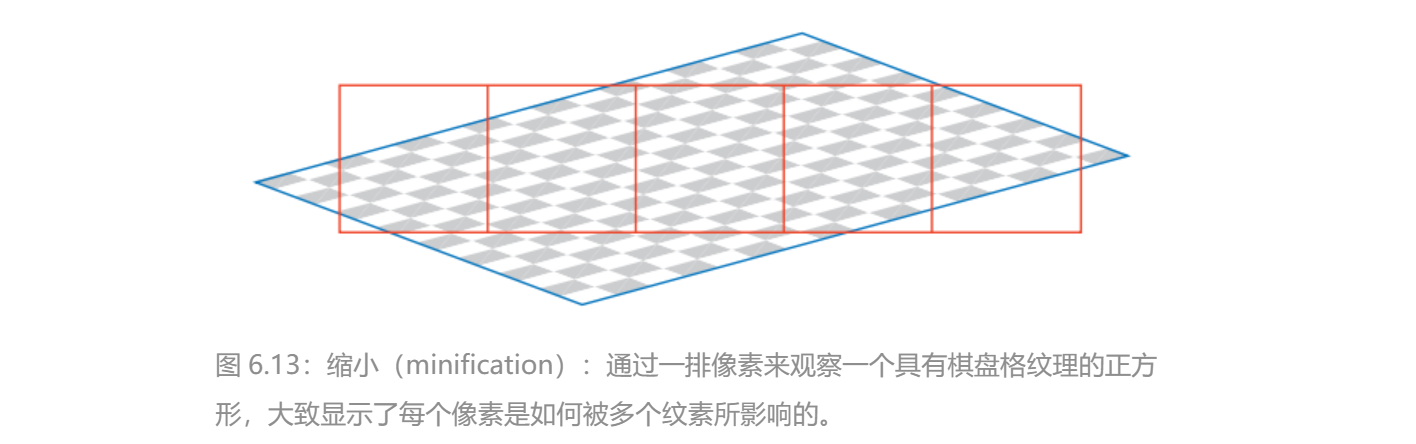 图 6.13：缩小（minification）：通过一排像素来观察一个具有棋盘格纹理的正方
形，大致显示了每个像素是如何被多个纹素所影响的。